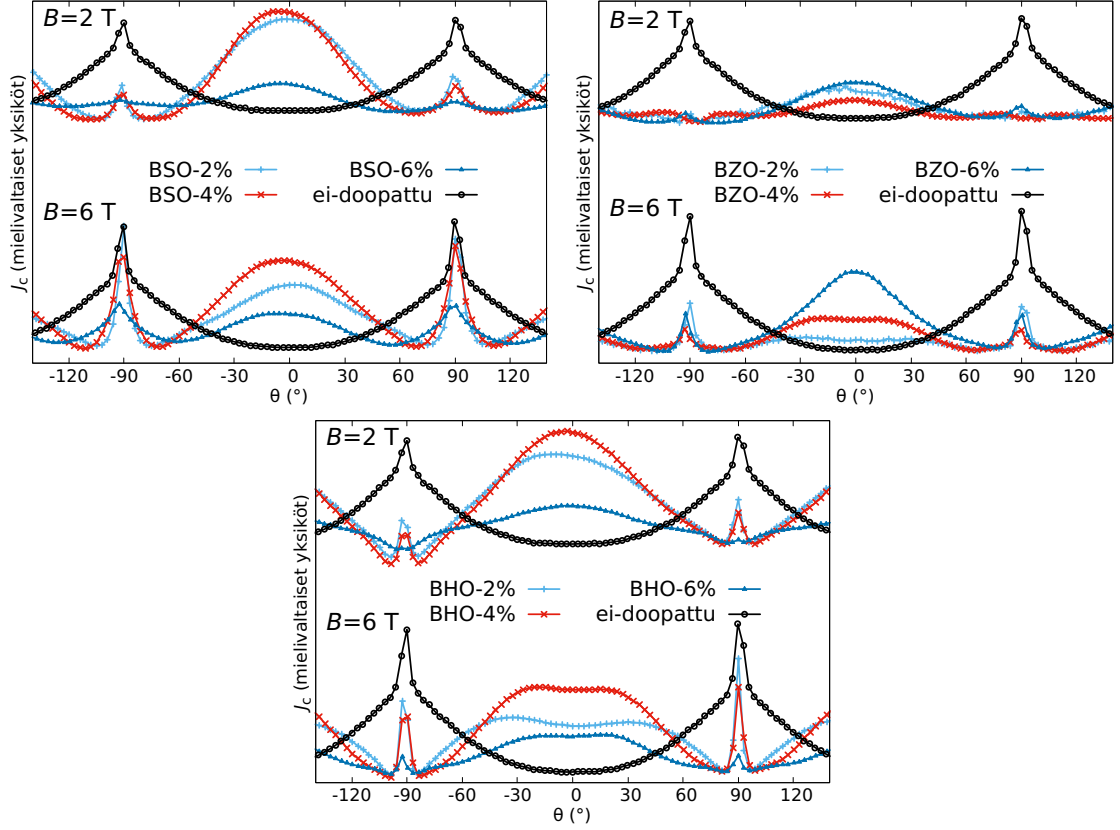 B=2 T
BSO-2%
BSO-6%
BSO-4%
ei-doopattu
B=6 T
Jc (mielivaltaiset yksiköt)
-120 -90 -60 -30 0 30 60 90 120
θ (°)
B=2 T
BZO-2%
BZO-6%
BZO-4%
ei-doopattu
B=6 T
Jc (mielivaltaiset yksiköt)
-120 -90 -60 -30 0 30 60 90 120
θ (°)
B=2 T
BHO-2%
BHO-6%
BHO-4%
ei-doopattu
B=6 T
Jc (mielivaltaiset yksiköt)
-120 -90 -60 -30 0 30 60 90 120
θ (°)